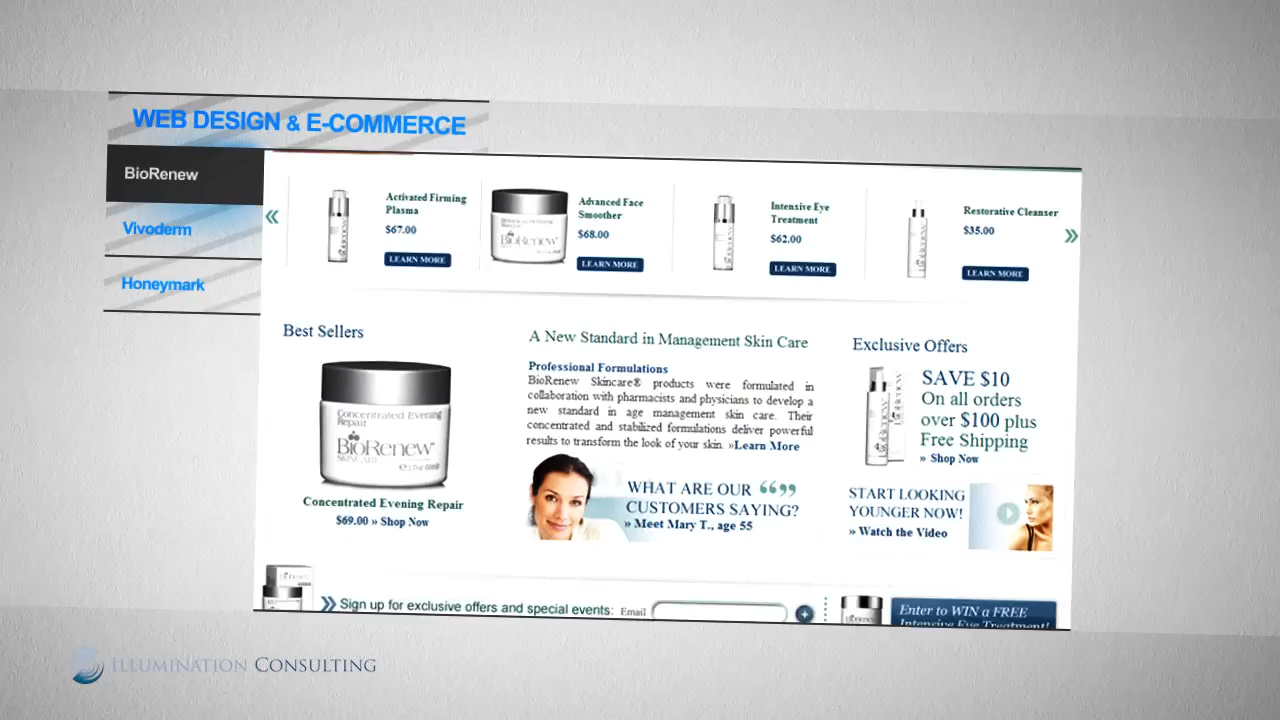 WEB DESIGN & E-COMMERCE
BioRenew
Vivoderm
Honeymark
«
Activated Firming
Plasma
$67.00
LEARN MORE
Advanced Face
Smoother
$68.00
LEARN MORE
BioRenew
Intensive Eye
Treatment
$62.00
LEARN MORE
Restorative Cleanser
$35.00
LEARN MORE
»
Best Sellers
Concentrated Evening
Repair
BioRenew
SKINCARE
Concentrated Evening Repair
$69.00 » Shop Now
A New Standard in Management Skin Care
Professional Formulations
BioRenew Skincare® products were formulated in
collaboration with pharmacists and physicians to develop a
new standard in age management skin care. Their
concentrated and stabilized formulations deliver powerful
results to transform the look of your skin. »Learn More
WHAT ARE OUR
CUSTOMERS SAYING?
» Meet Mary T., age 55
Exclusive Offers
SAVE $10
On all orders
over $100 plus
Free Shipping
» Shop Now
START LOOKING
YOUNGER NOW!
» Watch the Video
» Sign up for exclusive offers and special events: Email
Enter to WIN a FREE
Intensive Eye Treatment!
ILLUMINATION CONSULTING